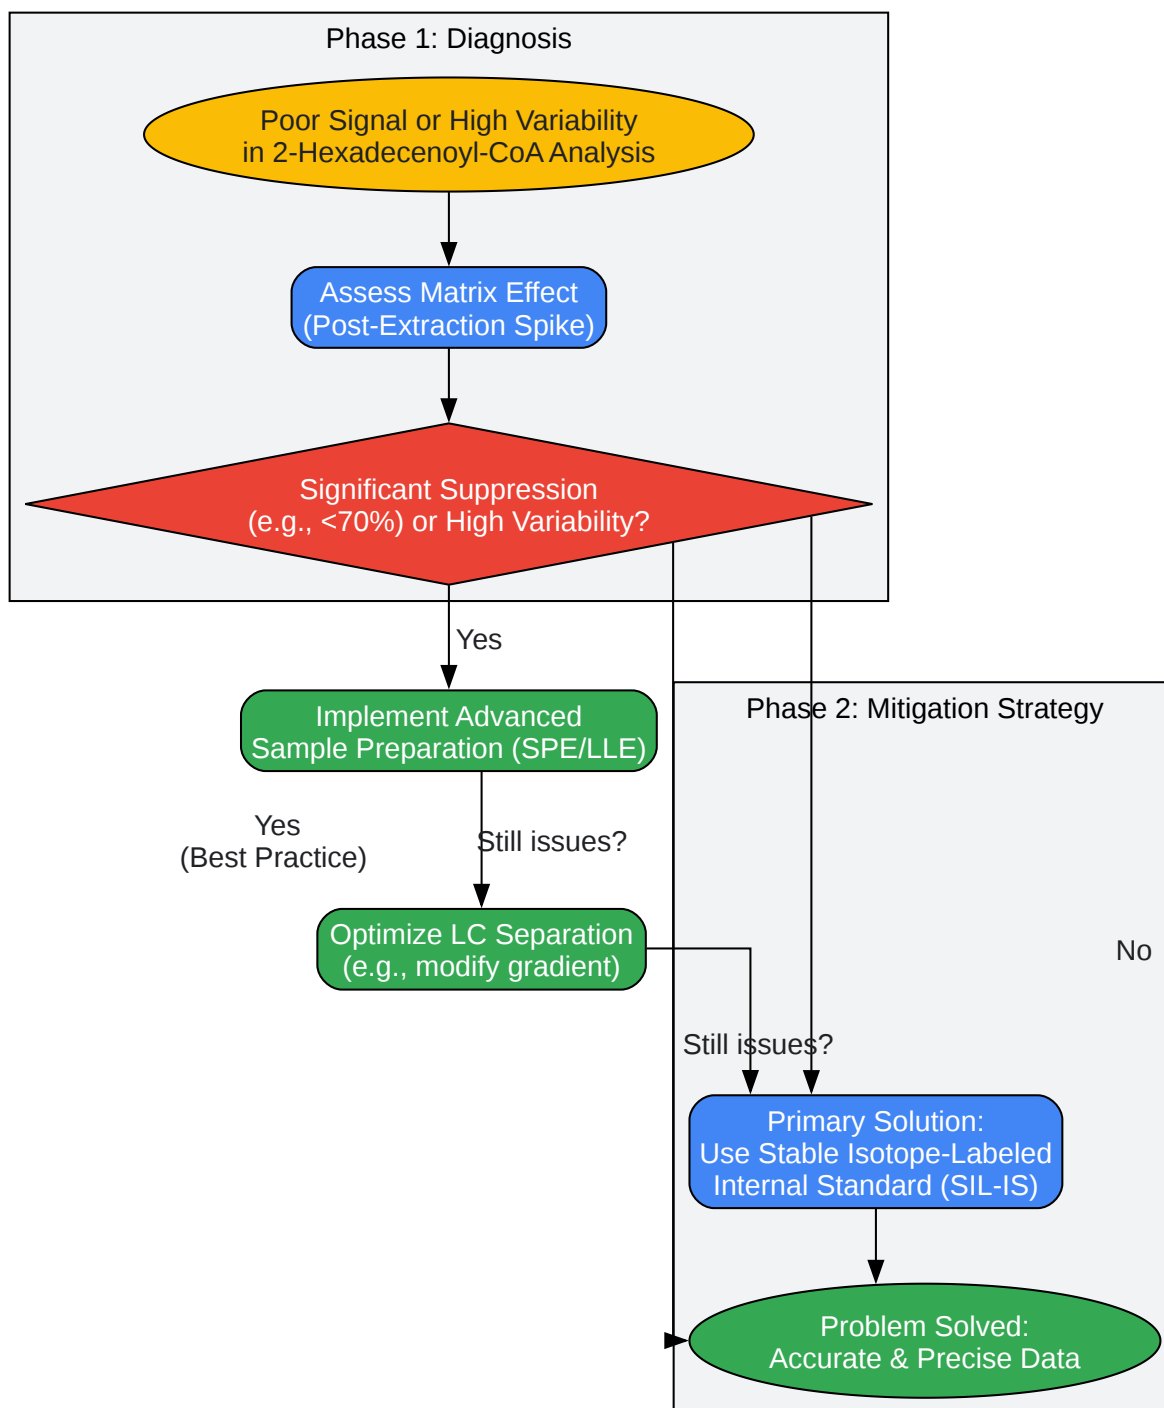 Phase 1: Diagnosis
Poor Signal or High Variability
in 2-Hexadecenoyl-CoA Analysis
Assess Matrix Effect
(Post-Extraction Spike)
Significant Suppression
(e.g., <70%) or High Variability?
Yes
Implement Advanced
Sample Preparation (SPE/LLE)
Phase 2: Mitigation Strategy
Yes
(Best Practice)
Still issues?
Optimize LC Separation
(e.g., modify gradient)
No
Still issues?
Primary Solution:
Use Stable Isotope-Labeled
Internal Standard (SIL-IS)
Problem Solved:
Accurate & Precise Data